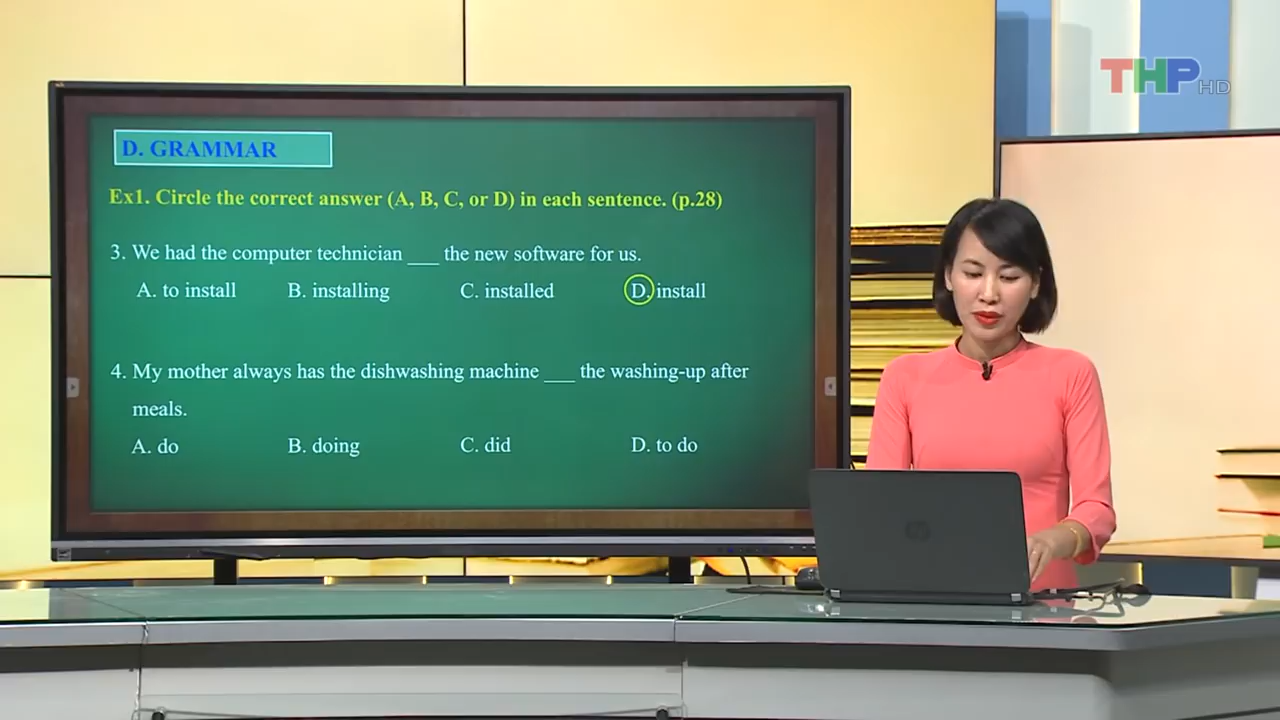 THP HD
D. GRAMMAR
Ex1. Circle the correct answer (A, B, C, or D) in each sentence. (p.28)
3. We had the computer technician ___ the new software for us.
A. to install B. installing C. installed D. install
4. My mother always has the dishwashing machine ___ the washing-up after
meals.
A. do B. doing C. did D. to do